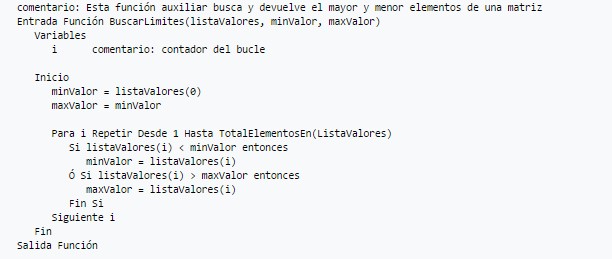 comentario: Esta función auxiliar busca y devuelve el mayor y menor elementos de una matriz
Entrada Función BuscarLimites(listaValores, minValor, maxValor)
Variables
i comentario: contador del bucle
Inicio
minValor = listaValores(0)
maxValor = minValor
Para i Repetir Desde 1 Hasta TotalElementosEn(ListaValores)
Si listaValores(i) < minValor entonces
minValor = listaValores(i)
Ó Si listaValores(i) > maxValor entonces
maxValor = listaValores(i)
Fin Si
Siguiente i
Fin
Salida Función